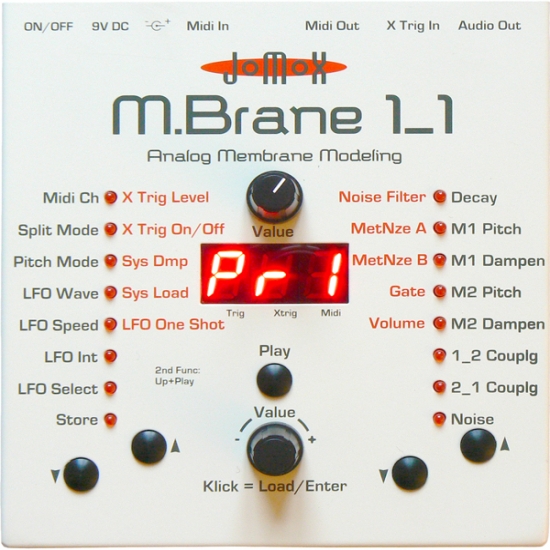 ON/OFF 9V DC - + Midi In Midi Out X Trig In Audio Out
JoMoX
M.Brane 1_1
Analog Membrane Modeling
Midi Ch X Trig Level Noise Filter Decay
Split Mode X Trig On/Off Value MetNze A M1 Pitch
Pitch Mode Sys Dmp Pr1 MetNze B M1 Dampen
LFO Wave Sys Load Gate M2 Pitch
Trig Xtrig Midi
LFO Speed LFO One Shot Volume M2 Dampen
LFO Int Play 1_2 Couplg
2nd Func:
Up+Play
LFO Select 2_1 Couplg
Store Value Noise
- +
Klick = Load/Enter